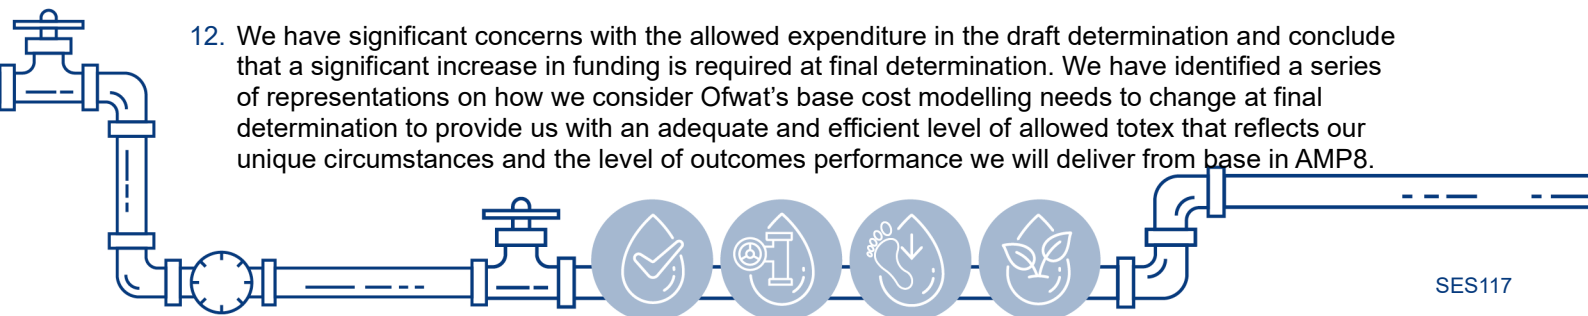 12. We have significant concerns with the allowed expenditure in the draft determination and conclude
that a significant increase in funding is required at final determination. We have identified a series
of representations on how we consider Ofwat’s base cost modelling needs to change at final
determination to provide us with an adequate and efficient level of allowed totex that reflects our
unique circumstances and the level of outcomes performance we will deliver from base in AMP8.
SES117